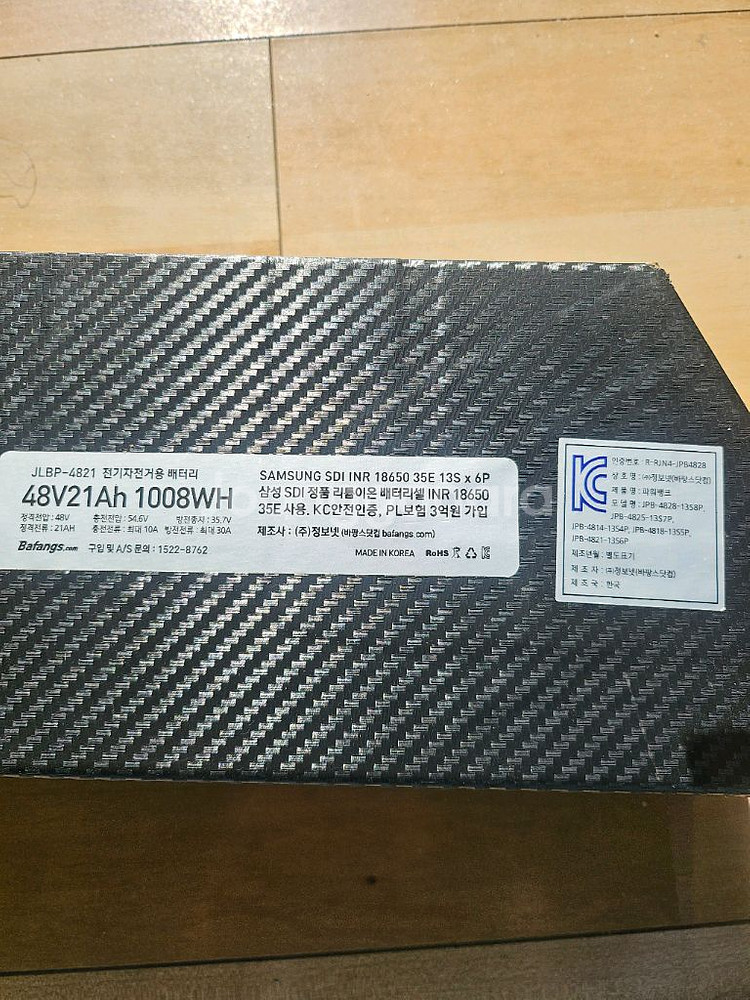 JLBP-4821 전기자전거용 배터리
48V21Ah 1008WH
정격전압 : 48V 충전전압 : 54.6V 방전종지 : 35.7V
정격전류 : 21AH 충전전류 : 최대 10A 방전전류 : 최대 30A
Bafangs.com 구입 및 A/S 문의 : 1522-8762
SAMSUNG SDI INR 18650 35E 13S x 6P
삼성 SDI 정품 리튬이온 배터리셀 INR 18650
35E 사용, KC안전인증, PL보험 3억원 가입
제조사 : (주)정보넷 (바팡스닷컴 bafangs.com)
MADE IN KOREA RoHS
인증번호 : R-RJN4-JPB4828
상 호 명 : (주)정보넷(바팡스닷컴)
제 품 명 : 파워뱅크
모 델 명 : JPB-4828-13S8P,
JPB-4825-13S7P,
JPB-4814-13S4P, JPB-4818-13S5P,
JPB-4821-13S6P
제조년월 : 별도표기
제 조 자 : (주)정보넷(바팡스닷컴)
제 조 국 : 한국